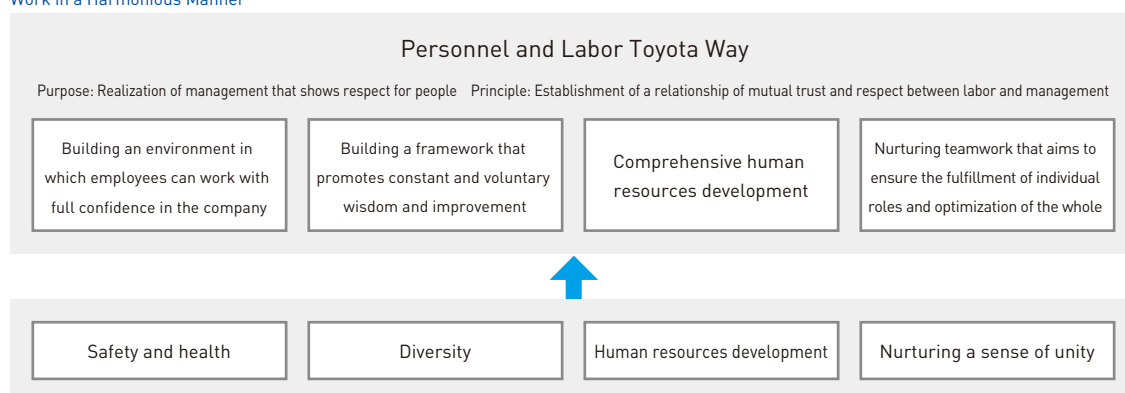 Work in a Harmonious Manner
Personnel and Labor Toyota Way
Purpose: Realization of management that shows respect for people Principle: Establishment of a relationship of mutual trust and respect between labor and management
Building an environment in
which employees can work with
full confidence in the company
Building a framework that
promotes constant and voluntary
wisdom and improvement
Comprehensive human
resources development
Nurturing teamwork that aims to
ensure the fulfillment of individual
roles and optimization of the whole
Safety and health
Diversity
Human resources development
Nurturing a sense of unity